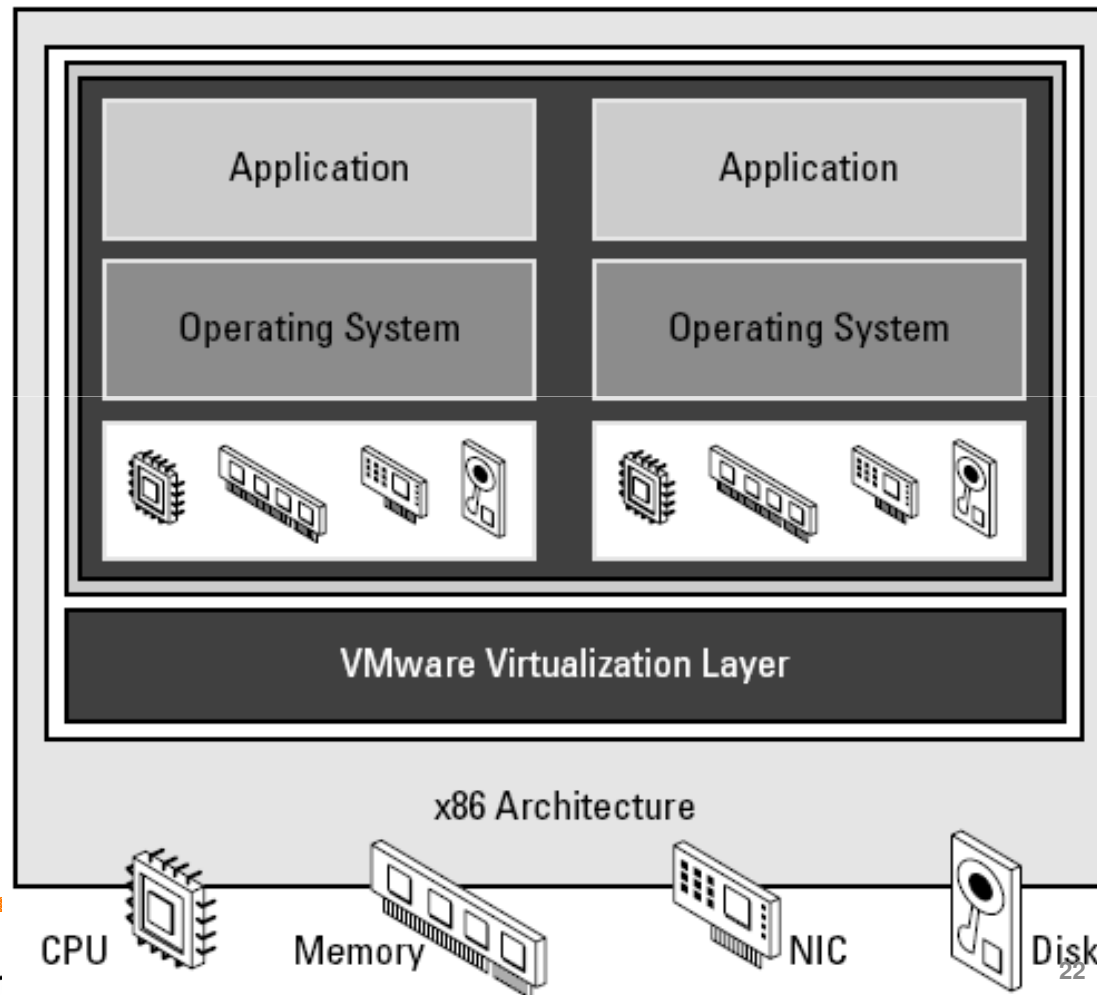 Application Application
Operating System Operating System
VMware Virtualization Layer
x86 Architecture
CPU Memory NIC Disk
22